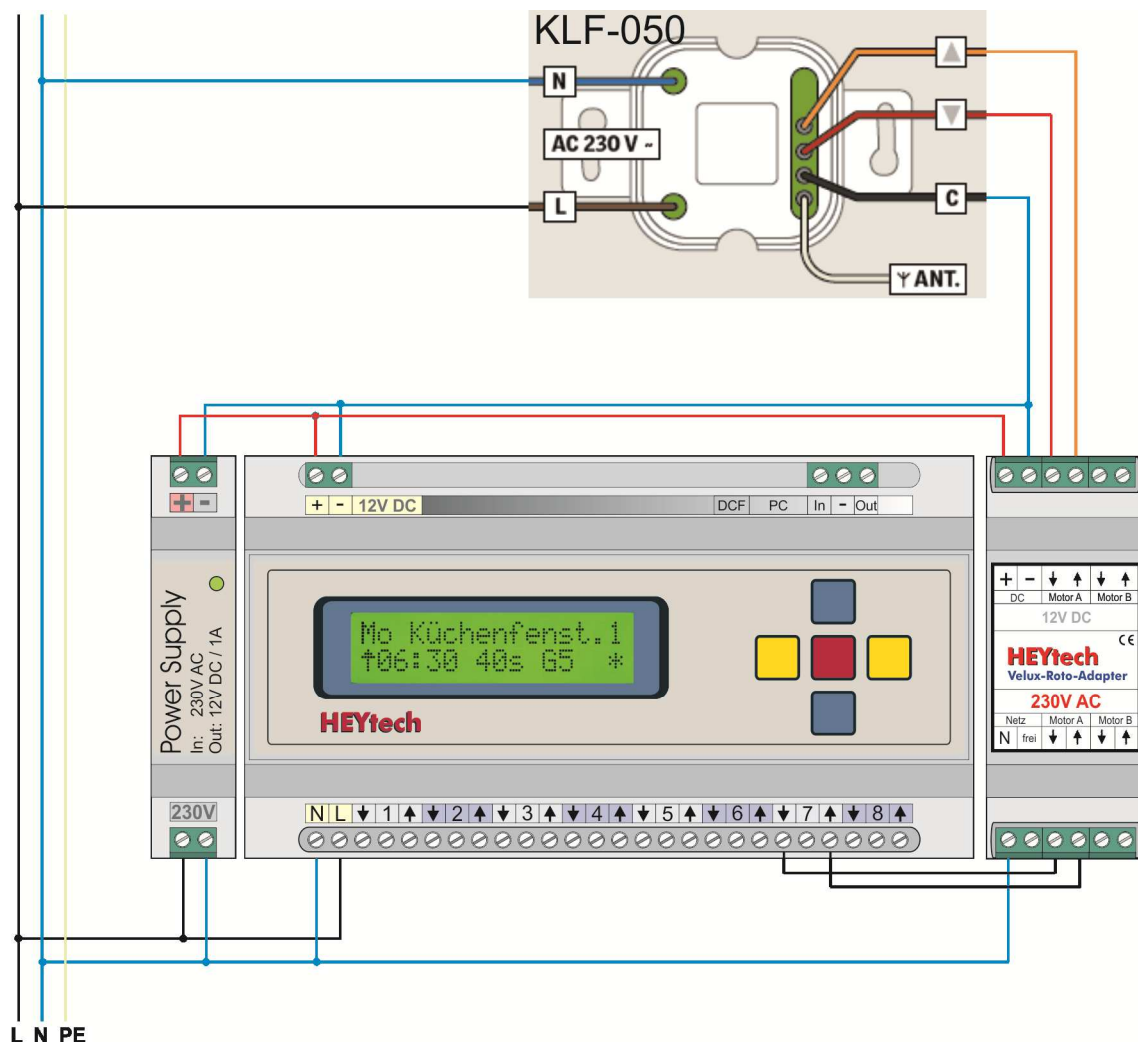 KLF-050
N
AC 230 V ~
L
▲
▼
C
ANT.
+ -
+ - 12V DC DCF PC In - Out
Power Supply
In: 230V AC
Out: 12V DC / 1A
Mo Küchenfenst.1
↑06:30 40s G5 *
HEYtech
+ - ↓ ↑ ↓ ↑
DC Motor A Motor B
12V DC
CE
HEYtech
Velux-Roto-Adapter
230V AC
Netz Motor A Motor B
N frei ↓ ↑ ↓ ↑
230V
N L ↓ 1 ↑ ↓ 2 ↑ ↓ 3 ↑ ↓ 4 ↑ ↓ 5 ↑ ↓ 6 ↑ ↓ 7 ↑ ↓ 8 ↑
L N PE